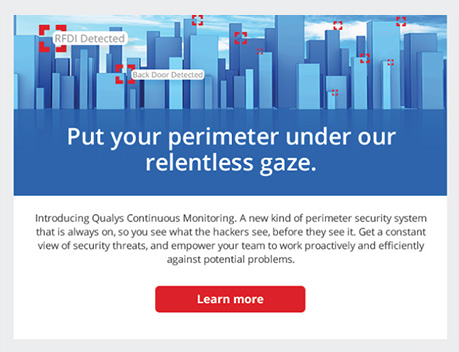 RFDI Detected
Back Door Detected
Put your perimeter under our
relentless gaze.
Introducing Qualys Continuous Monitoring. A new kind of perimeter security system
that is always on, so you see what the hackers see, before they see it. Get a constant
view of security threats, and empower your team to work proactively and efficiently
against potential problems.
Learn more